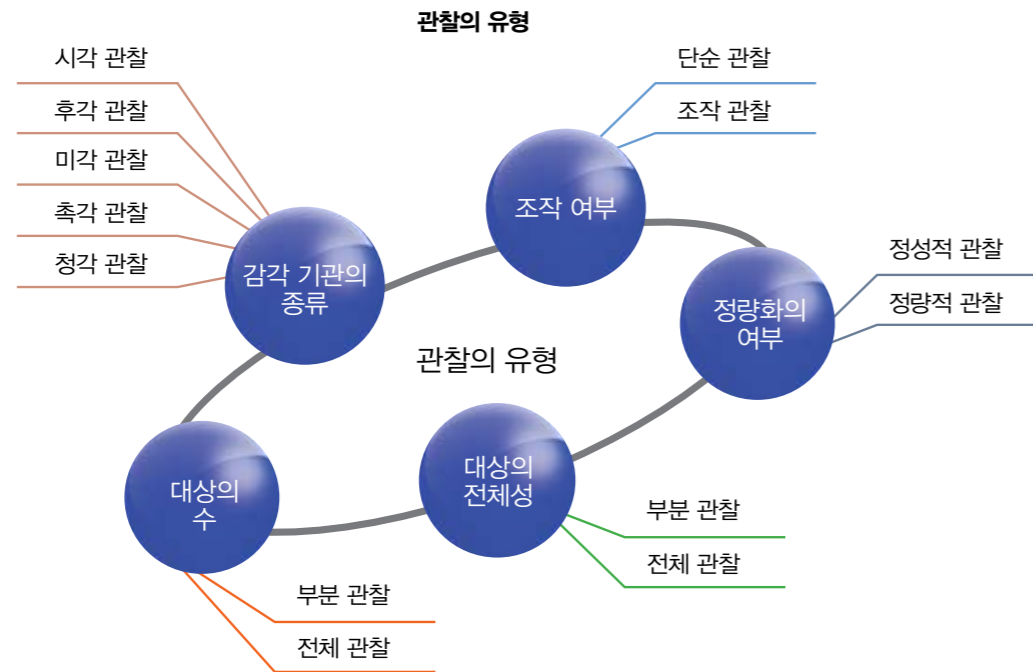 관찰의 유형
시각 관찰
후각 관찰
미각 관찰
촉각 관찰
청각 관찰
감각 기관의
종류
단순 관찰
조작 관찰
조작 여부
정성적 관찰
정량적 관찰
정량화의
여부
관찰의 유형
대상의
전체성
부분 관찰
전체 관찰
대상의
수
부분 관찰
전체 관찰